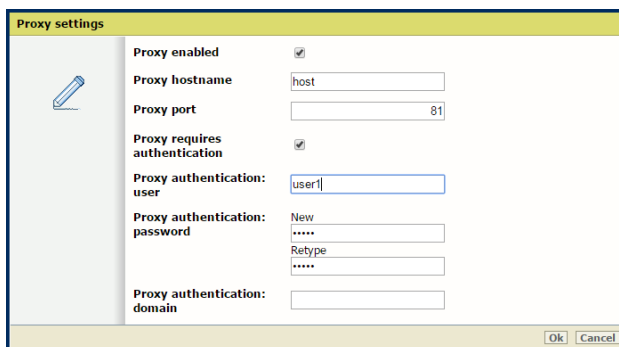 Proxy settings
Proxy enabled
Proxy hostname host
Proxy port 81
Proxy requires
authentication
Proxy authentication:
user user1
Proxy authentication:
password
New
•••••
Retype
•••••
Proxy authentication:
domain
Ok Cancel